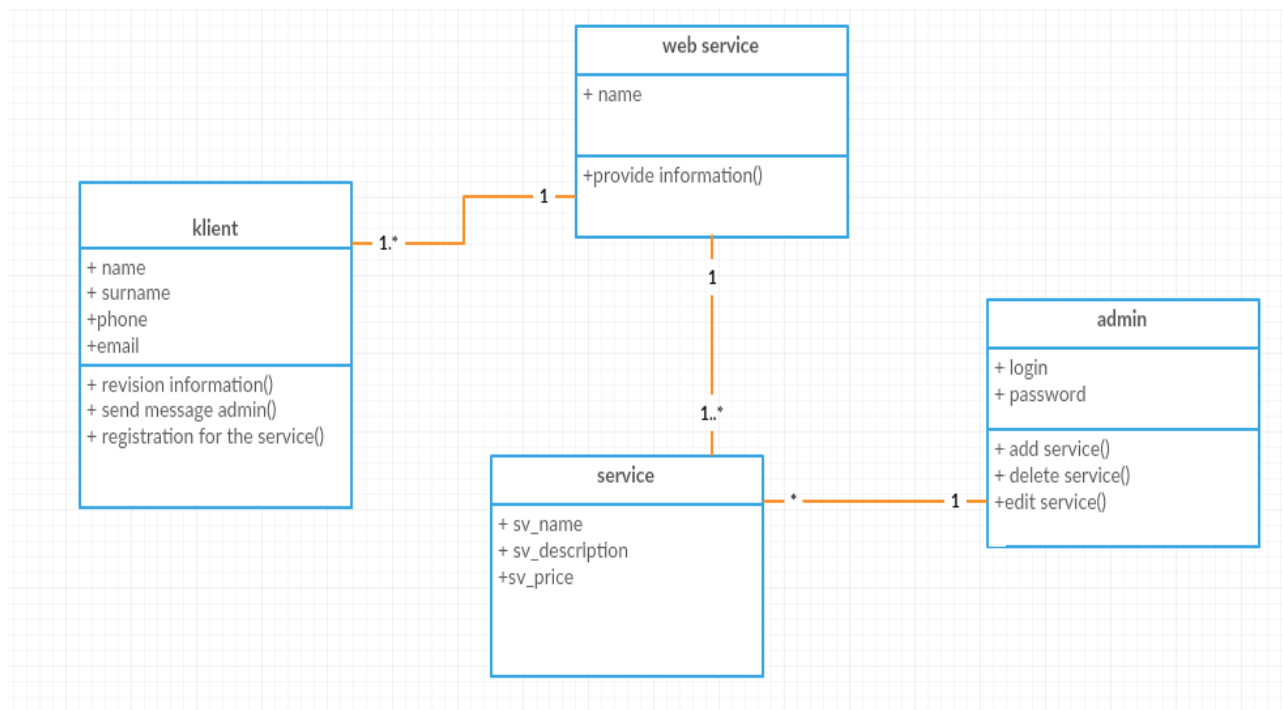 web service
+ name
+provide information()
1
1.*
klient
+ name
+ surname
+phone
+email
+ revision information()
+ send message admin()
+ registration for the service()
1
1..*
service
+ sv_name
+ sv_description
+sv_price
*
1
admin
+ login
+ password
+ add service()
+ delete service()
+edit service()